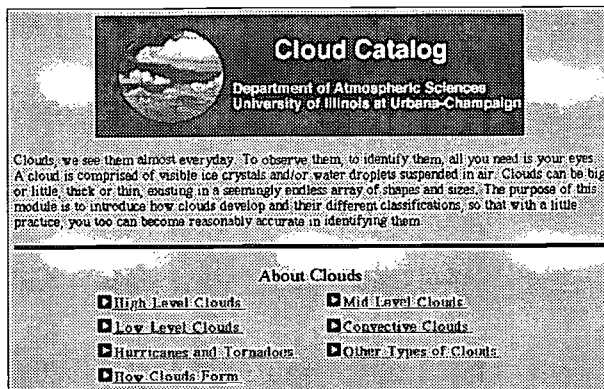 Cloud Catalog
Department of Atmospheric Sciences
University of Illinois at Urbana-Champaign
Clouds, we see them almost everyday. To observe them, to identify them, all you need is your eyes.
A cloud is comprised of visible ice crystals and/or water droplets suspended in air. Clouds can be big
or little, thick or thin, existing in a seemingly endless array of shapes and sizes. The purpose of this
module is to introduce how clouds develop and their different classifications, so that with a little
practice, you too can become reasonably accurate in identifying them.
About Clouds
High Level Clouds Mid Level Clouds
Low Level Clouds Convective Clouds
Hurricanes and Tornadoes Other Types of Clouds
How Clouds Form